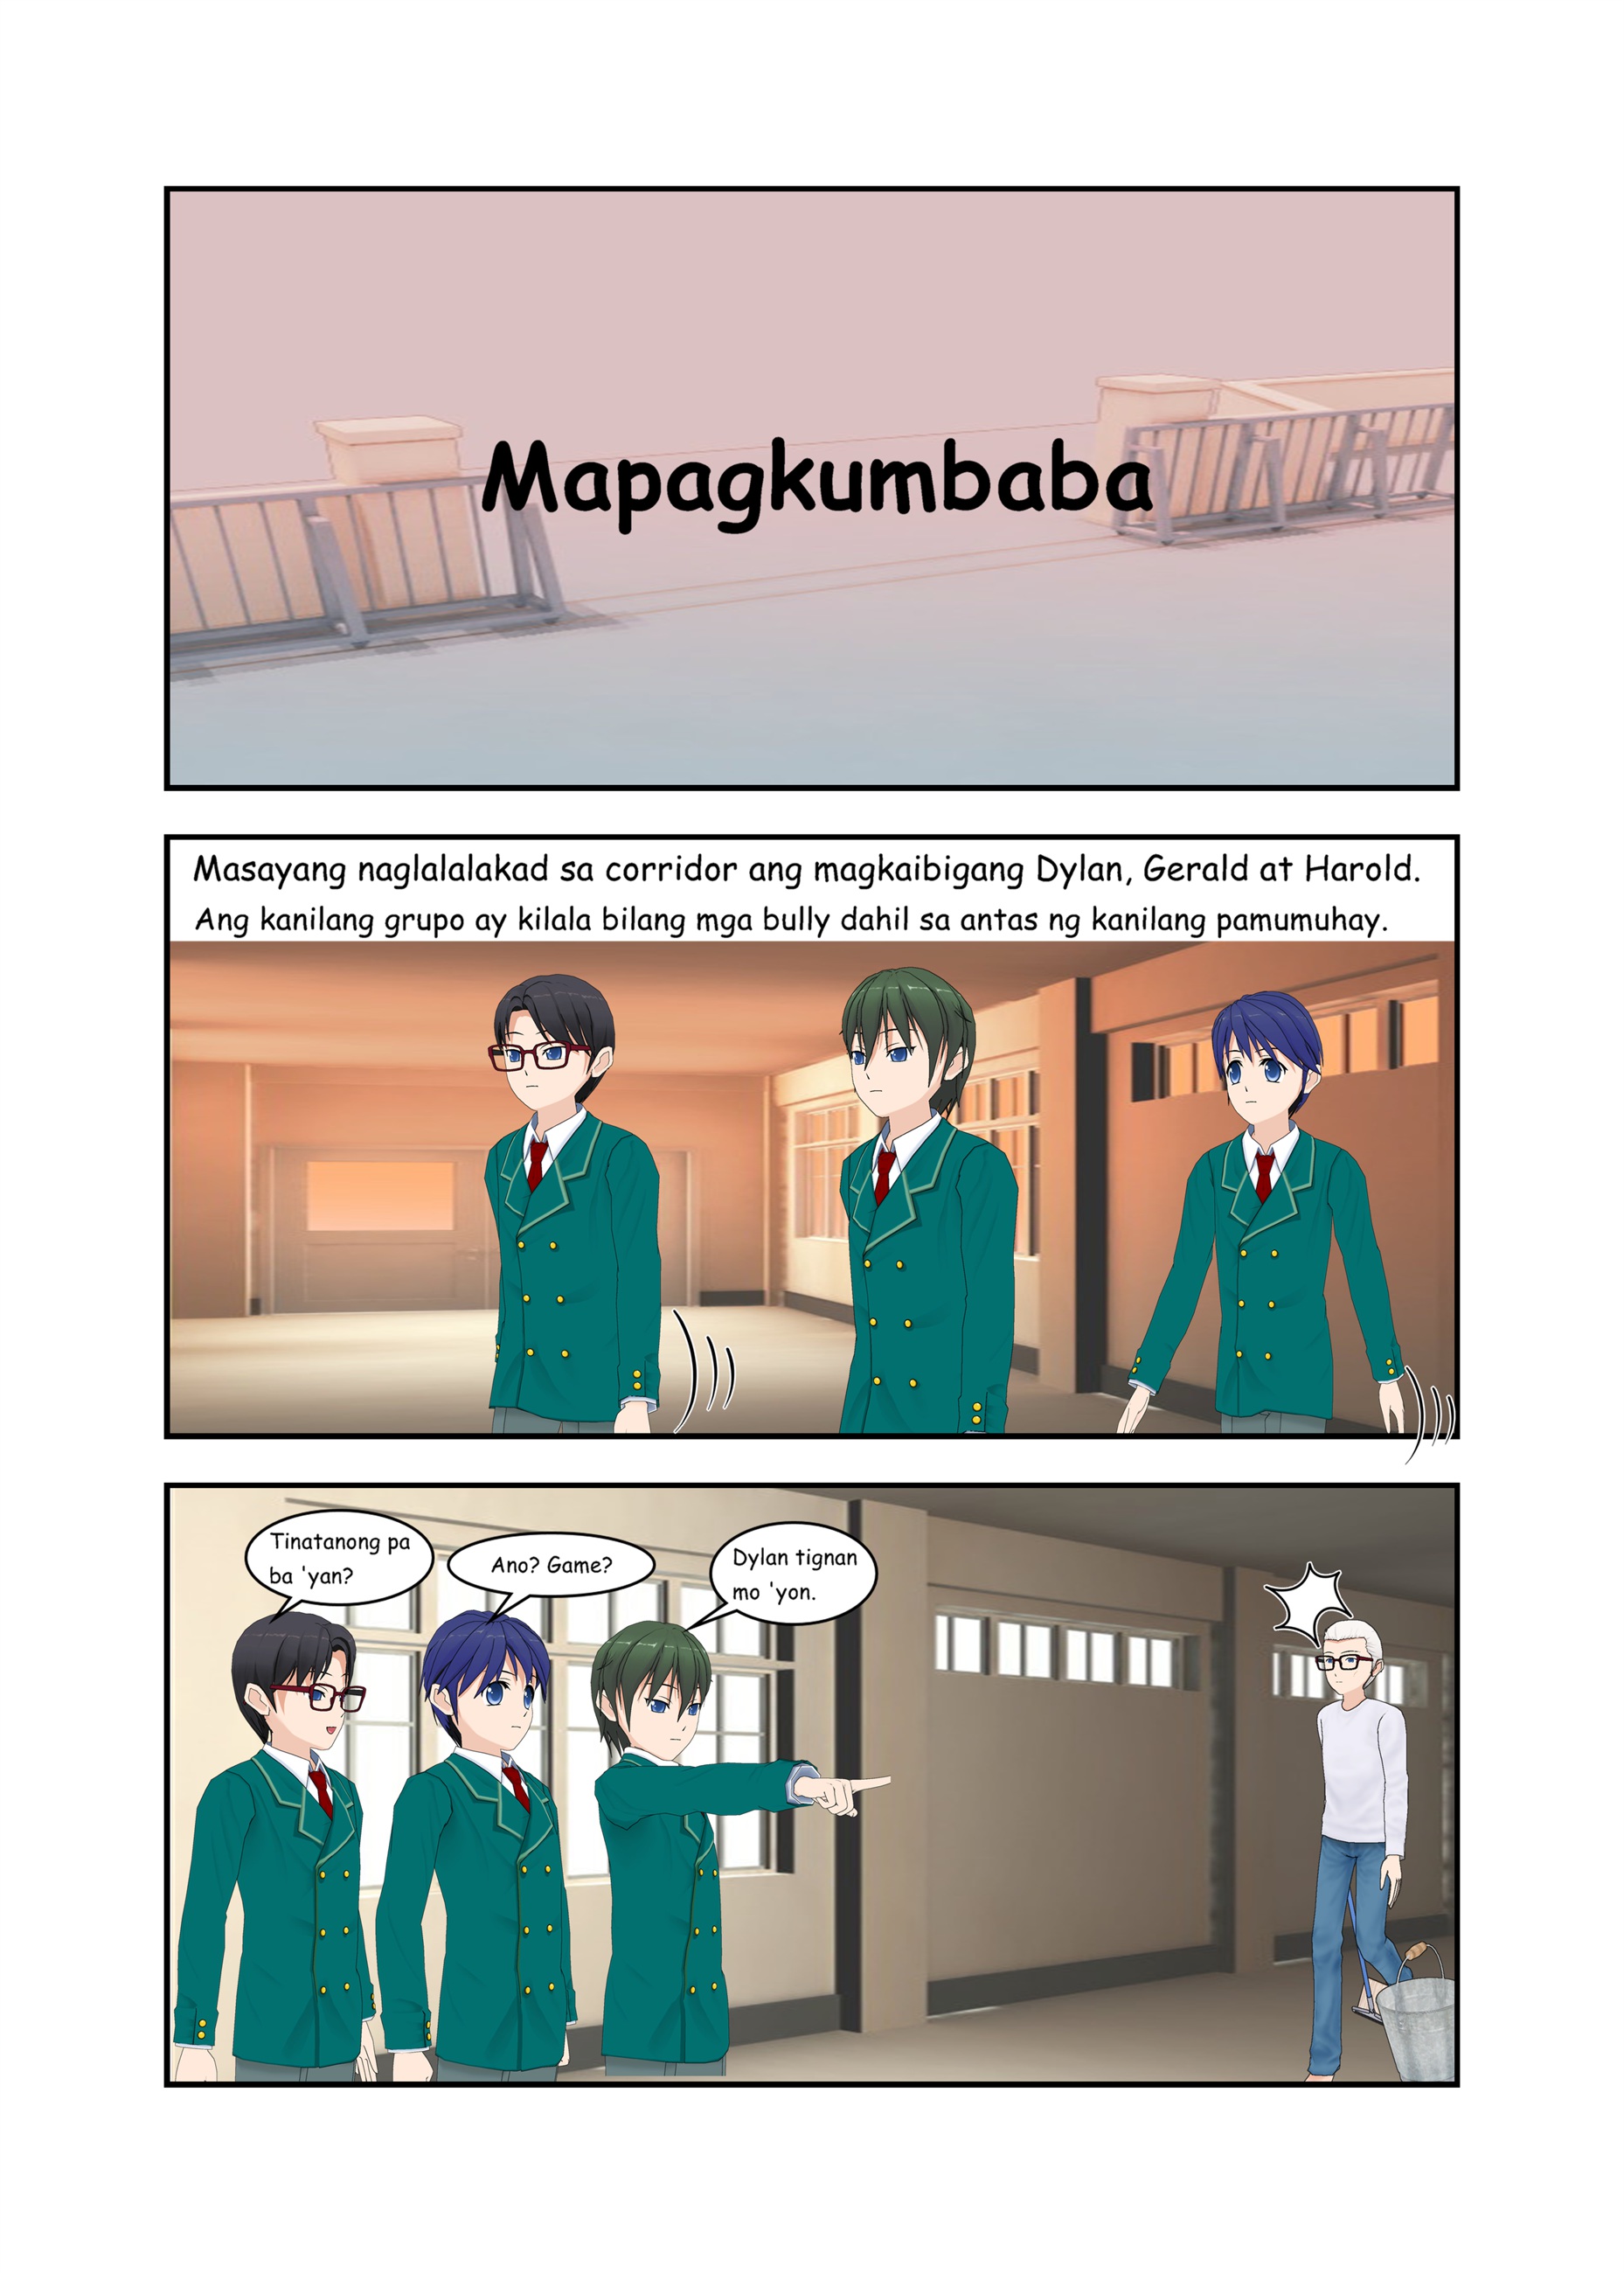 Mapagkumbaba
Masayang naglalalakad sa corridor ang magkaibigang Dylan, Gerald at Harold.
Ang kanilang grupo ay kilala bilang mga bully dahil sa antas ng kanilang pamumuhay.
Tinatanong pa
ba 'yan?
Ano? Game?
Dylan tignan
mo 'yon.